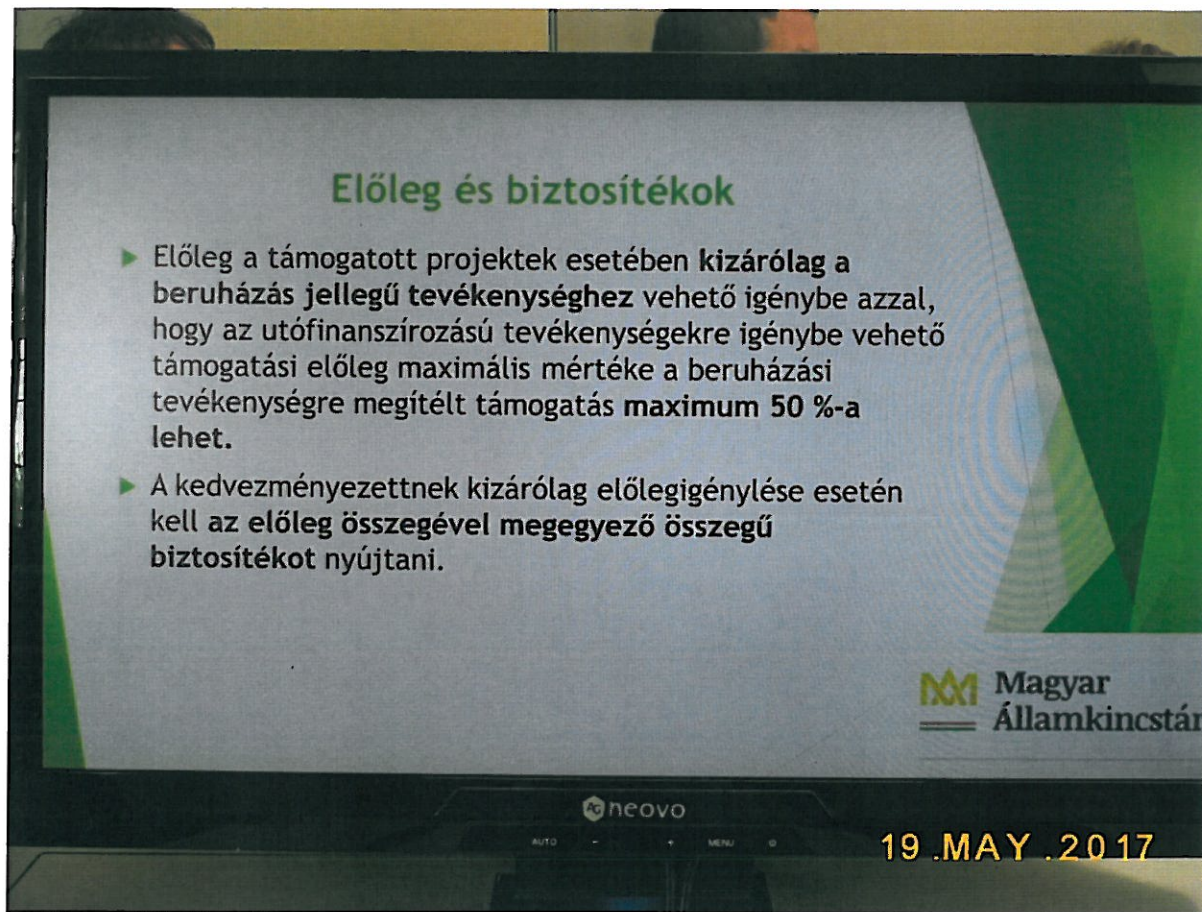 Előleg és biztosítékok
▶ Előleg a támogatott projektek esetében kizárólag a
beruházás jellegű tevékenységhez vehető igénybe azzal,
hogy az utófinanszírozású tevékenységekre igénybe vehető
támogatási előleg maximális mértéke a beruházási
tevékenységre megítélt támogatás maximum 50 %-a
lehet.
▶ A kedvezményezettnek kizárólag előlegigénylése esetén
kell az előleg összegével megegyező összegű
biztosítékot nyújtani.
Magyar
Államkincstár
AG neovo
AUTO - + MENU
19 .MAY .2017